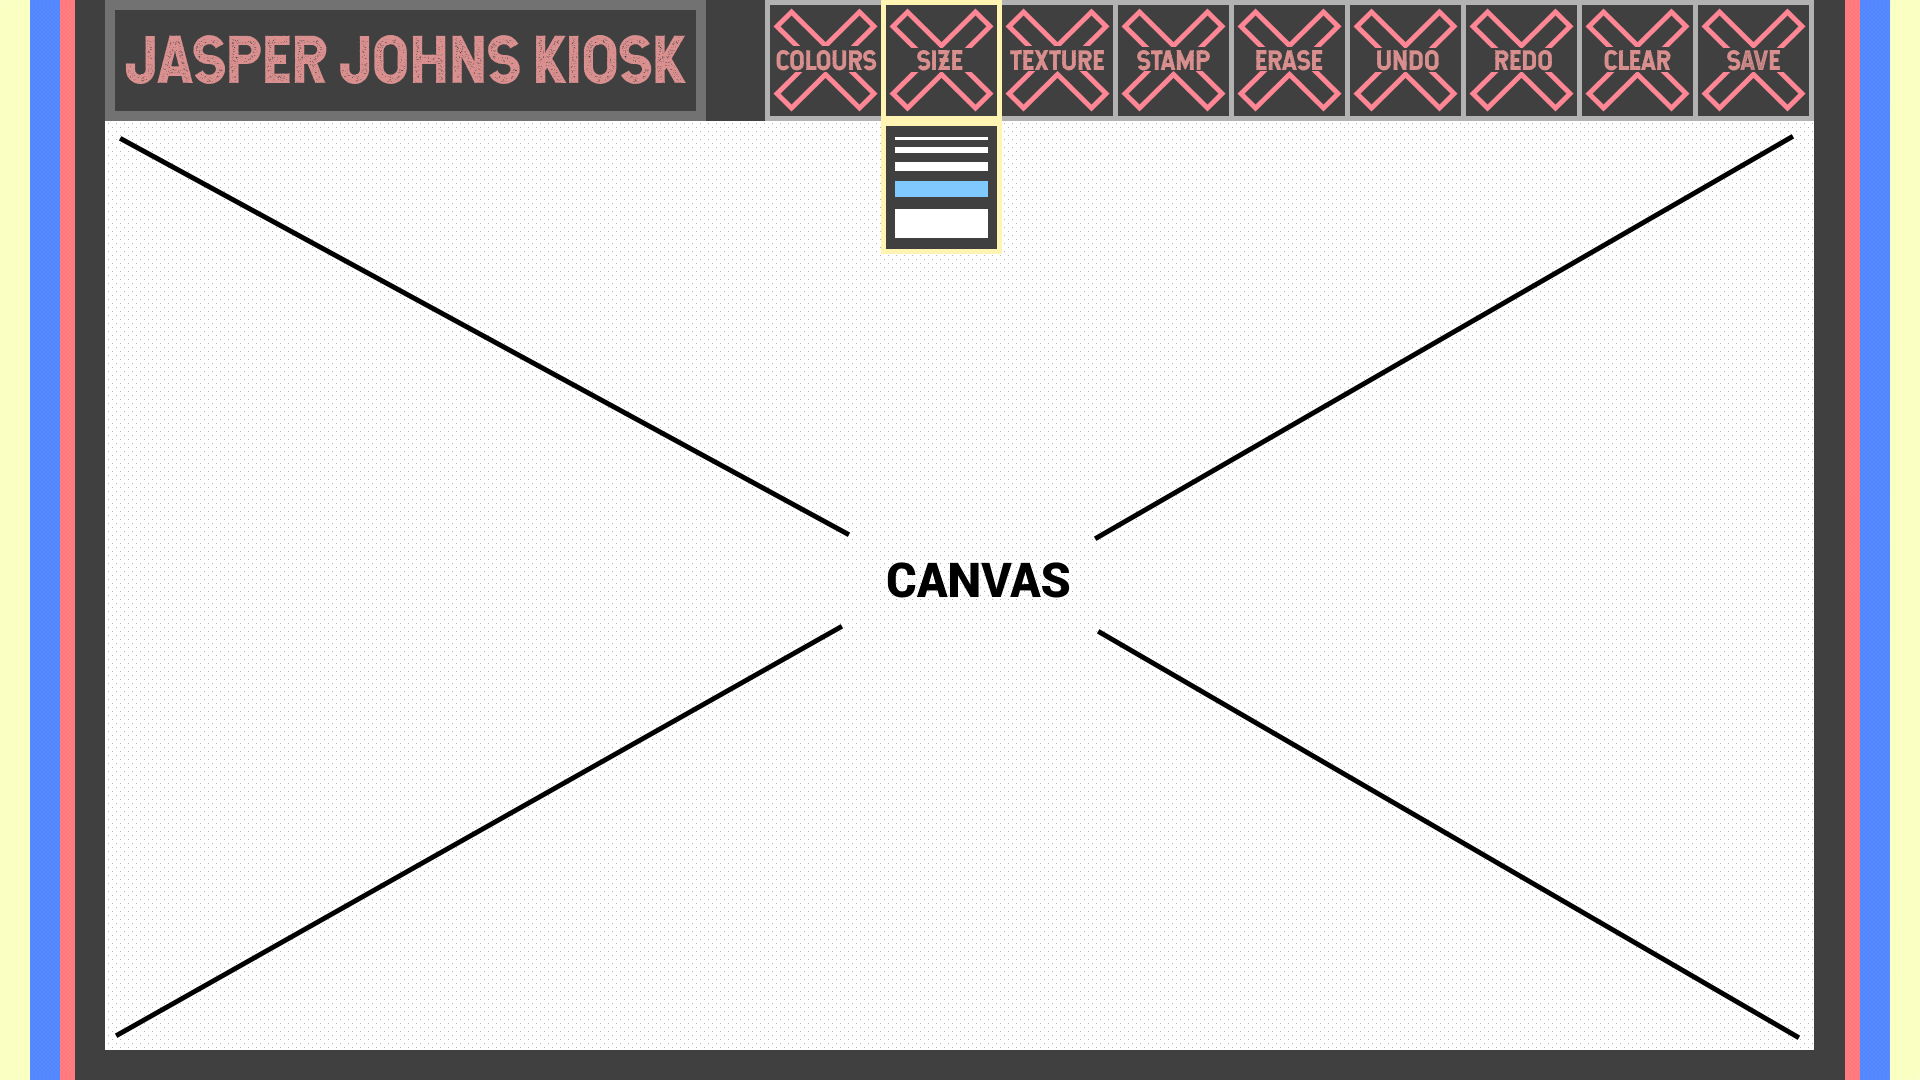 JASPER JOHNS KIOSK
COLOURS
SIZE
TEXTURE
STAMP
ERASE
UNDO
REDO
CLEAR
SAVE
CANVAS